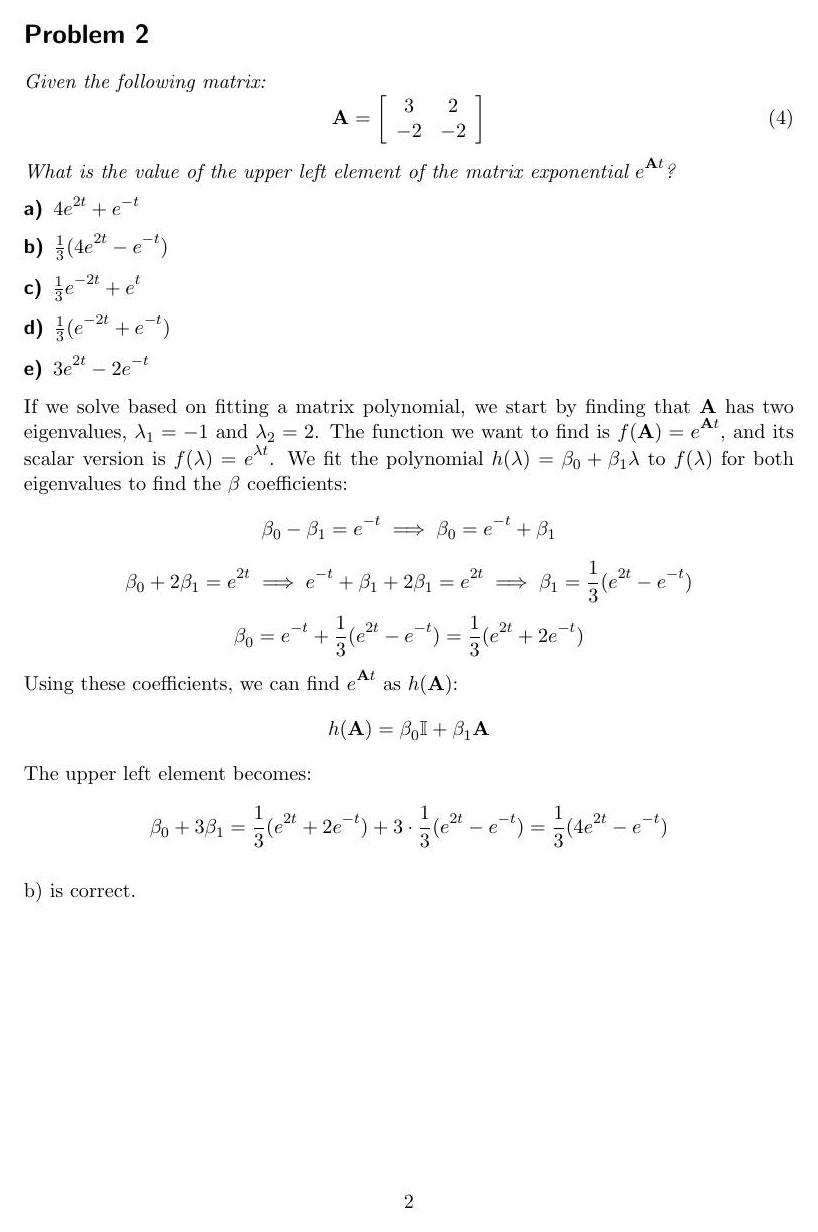 Problem 2
Given the following matrix:
A = [ 3 2 ; −2 −2 ] (4)
What is the value of the upper left element of the matrix exponential e^{At}?
a) 4e^{2t} + e^{−t}
b) 1/3(4e^{2t} − e^{−t})
c) 1/3e^{−2t} + e^{t}
d) 1/3(e^{−2t} + e^{−t})
e) 3e^{2t} − 2e^{−t}
If we solve based on fitting a matrix polynomial, we start by finding that A has two
eigenvalues, λ₁ = −1 and λ₂ = 2. The function we want to find is f(A) = e^{At}, and its
scalar version is f(λ) = e^{λt}. We fit the polynomial h(λ) = β₀ + β₁λ to f(λ) for both
eigenvalues to find the β coefficients:
β₀ − β₁ = e^{−t} ⟹ β₀ = e^{−t} + β₁
β₀ + 2β₁ = e^{2t} ⟹ e^{−t} + β₁ + 2β₁ = e^{2t} ⟹ β₁ = 1/3(e^{2t} − e^{−t})
β₀ = e^{−t} + 1/3(e^{2t} − e^{−t}) = 1/3(e^{2t} + 2e^{−t})
Using these coefficients, we can find e^{At} as h(A):
h(A) = β₀𝕀 + β₁A
The upper left element becomes:
β₀ + 3β₁ = 1/3(e^{2t} + 2e^{−t}) + 3 · 1/3(e^{2t} − e^{−t}) = 1/3(4e^{2t} − e^{−t})
b) is correct.
2